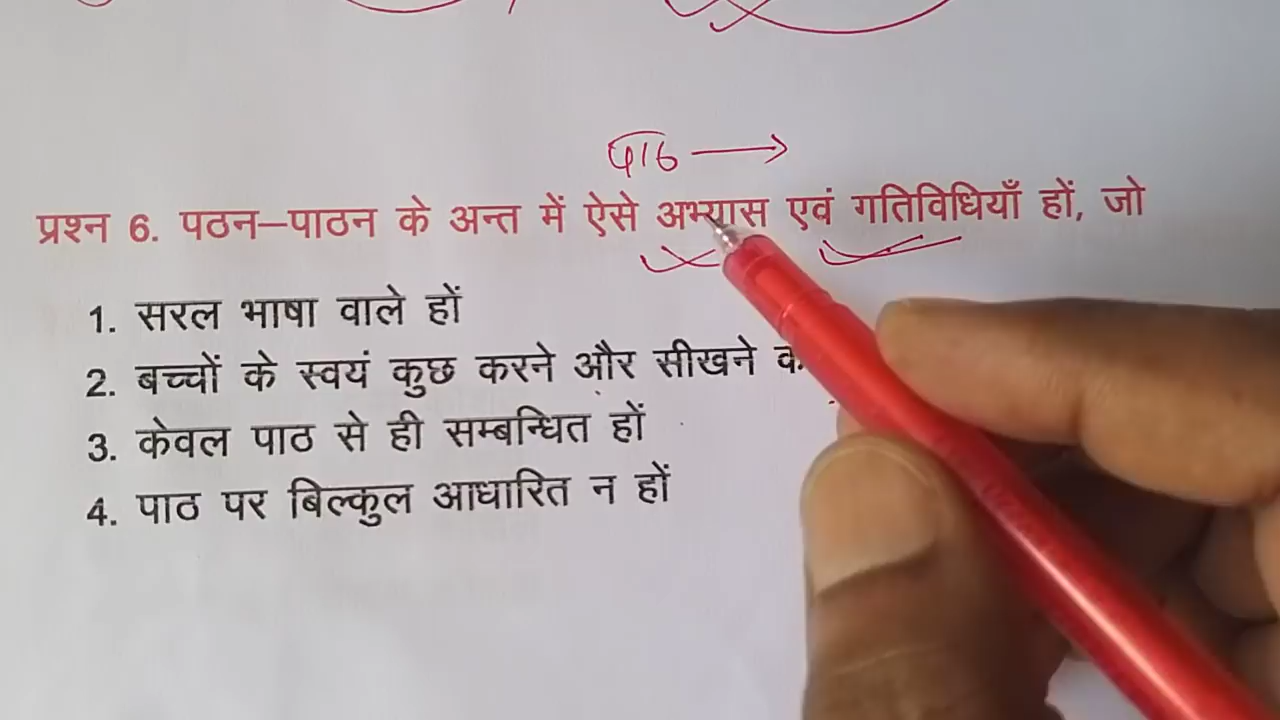 पाठ
प्रश्न 6. पठन–पाठन के अन्त में ऐसे अभ्यास एवं गतिविधियाँ हों, जो
1. सरल भाषा वाले हों
2. बच्चों के स्वयं कुछ करने और सीखने
3. केवल पाठ से ही सम्बन्धित हों
4. पाठ पर बिल्कुल आधारित न हों